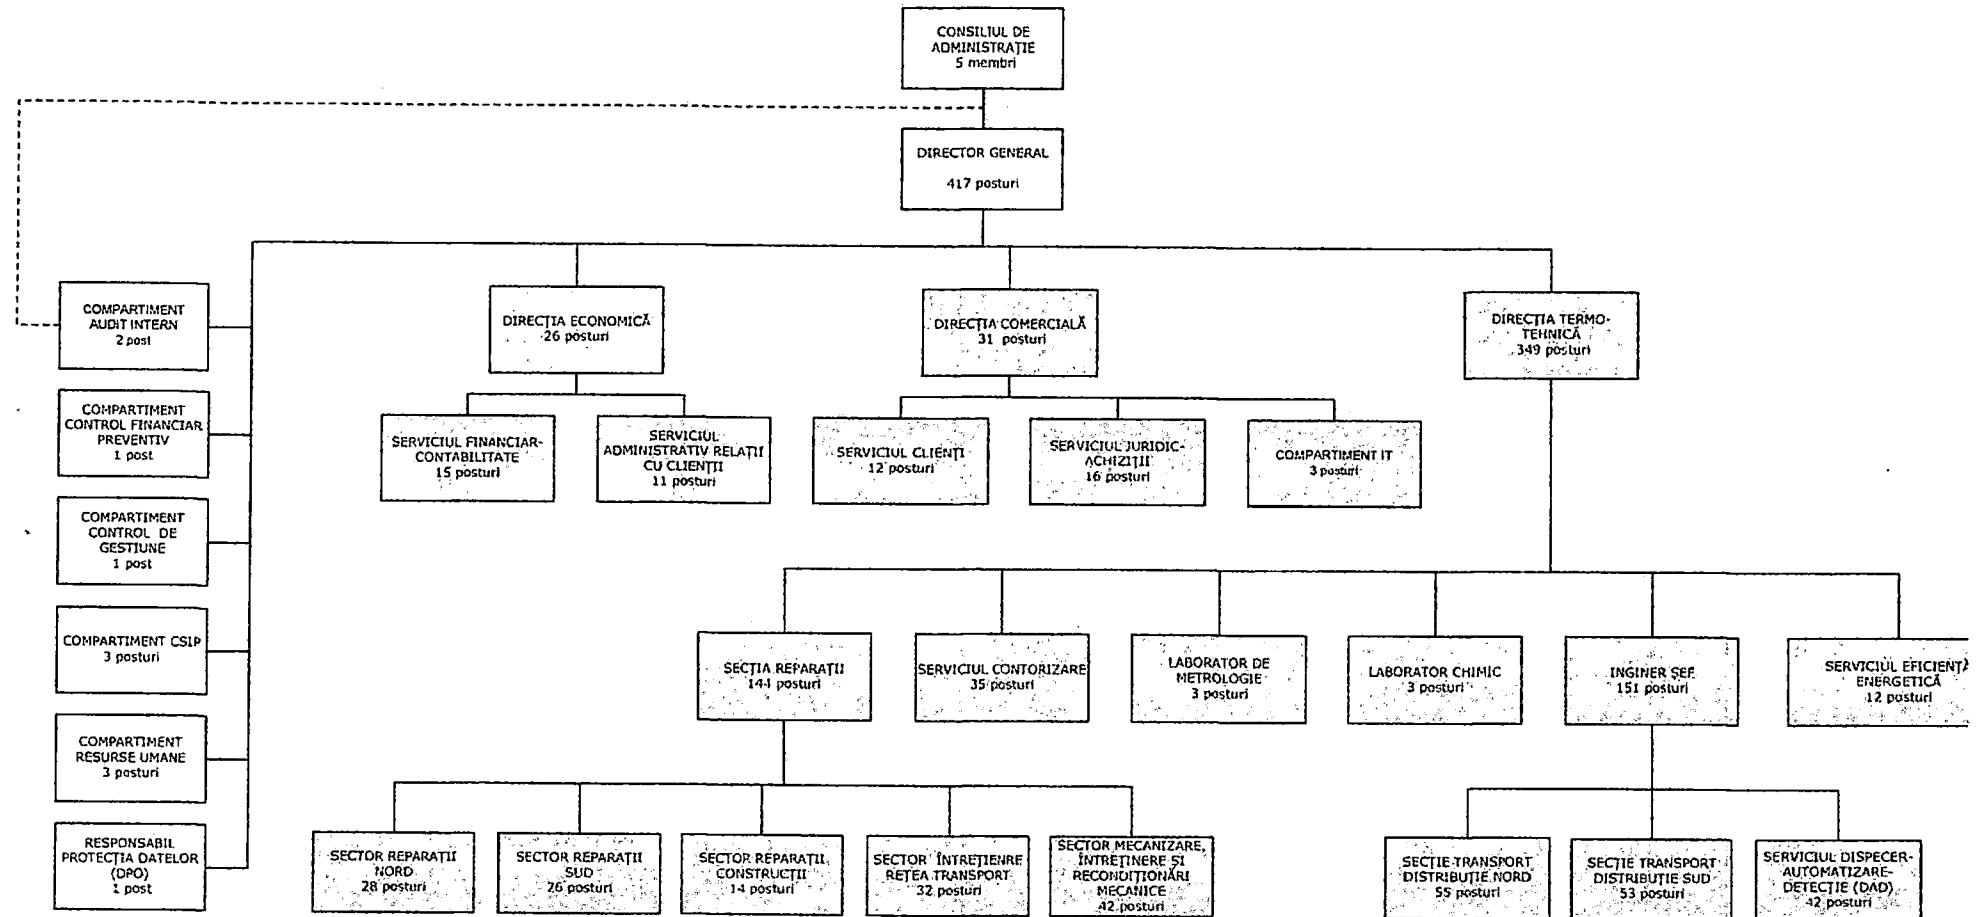 CONSILIUL DE
ADMINISTRAȚIE
5 membri
DIRECTOR GENERAL
417 posturi
COMPARTIMENT
AUDIT INTERN
2 post
COMPARTIMENT
CONTROL FINANCIAR
PREVENTIV
1 post
COMPARTIMENT
CONTROL DE
GESTIUNE
1 post
COMPARTIMENT CSIP
3 posturi
COMPARTIMENT
RESURSE UMANE
3 posturi
RESPONSABIL
PROTECȚIA DATELOR
(DPO)
1 post
DIRECȚIA ECONOMICĂ
26 posturi
DIRECȚIA COMERCIALĂ
31 posturi
DIRECȚIA TERMO-
TEHNICĂ
349 posturi
SERVICIUL FINANCIAR-
CONTABILITATE
15 posturi
SERVICIUL
ADMINISTRATIV RELAȚII
CU CLIENȚII
11 posturi
SERVICIUL CLIENȚI
12 posturi
SERVICIUL JURIDIC-
ACHIZIȚII
16 posturi
COMPARTIMENT IT
3 posturi
SECȚIA REPARAȚII
144 posturi
SERVICIUL CONTORIZARE
35 posturi
LABORATOR DE
METROLOGIE
3 posturi
LABORATOR CHIMIC
3 posturi
INGINER ȘEF
151 posturi
SERVICIUL EFICIENȚĂ
ENERGETICĂ
12 posturi
SECTOR REPARAȚII
NORD
28 posturi
SECTOR REPARAȚII
SUD
26 posturi
SECTOR REPARAȚII
CONSTRUCȚII
14 posturi
SECTOR ÎNTREȚIENRE
REȚEA TRANSPORT
32 posturi
SECTOR MECANIZARE,
ÎNTREȚINERE ȘI
RECONDIȚIONĂRI
MECANICE
42 posturi
SECȚIE TRANSPORT
DISTRIBUȚIE NORD
55 posturi
SECȚIE TRANSPORT
DISTRIBUȚIE SUD
53 posturi
SERVICIUL DISPECER-
AUTOMATIZARE-
DETECȚIE (DAD)
42 posturi